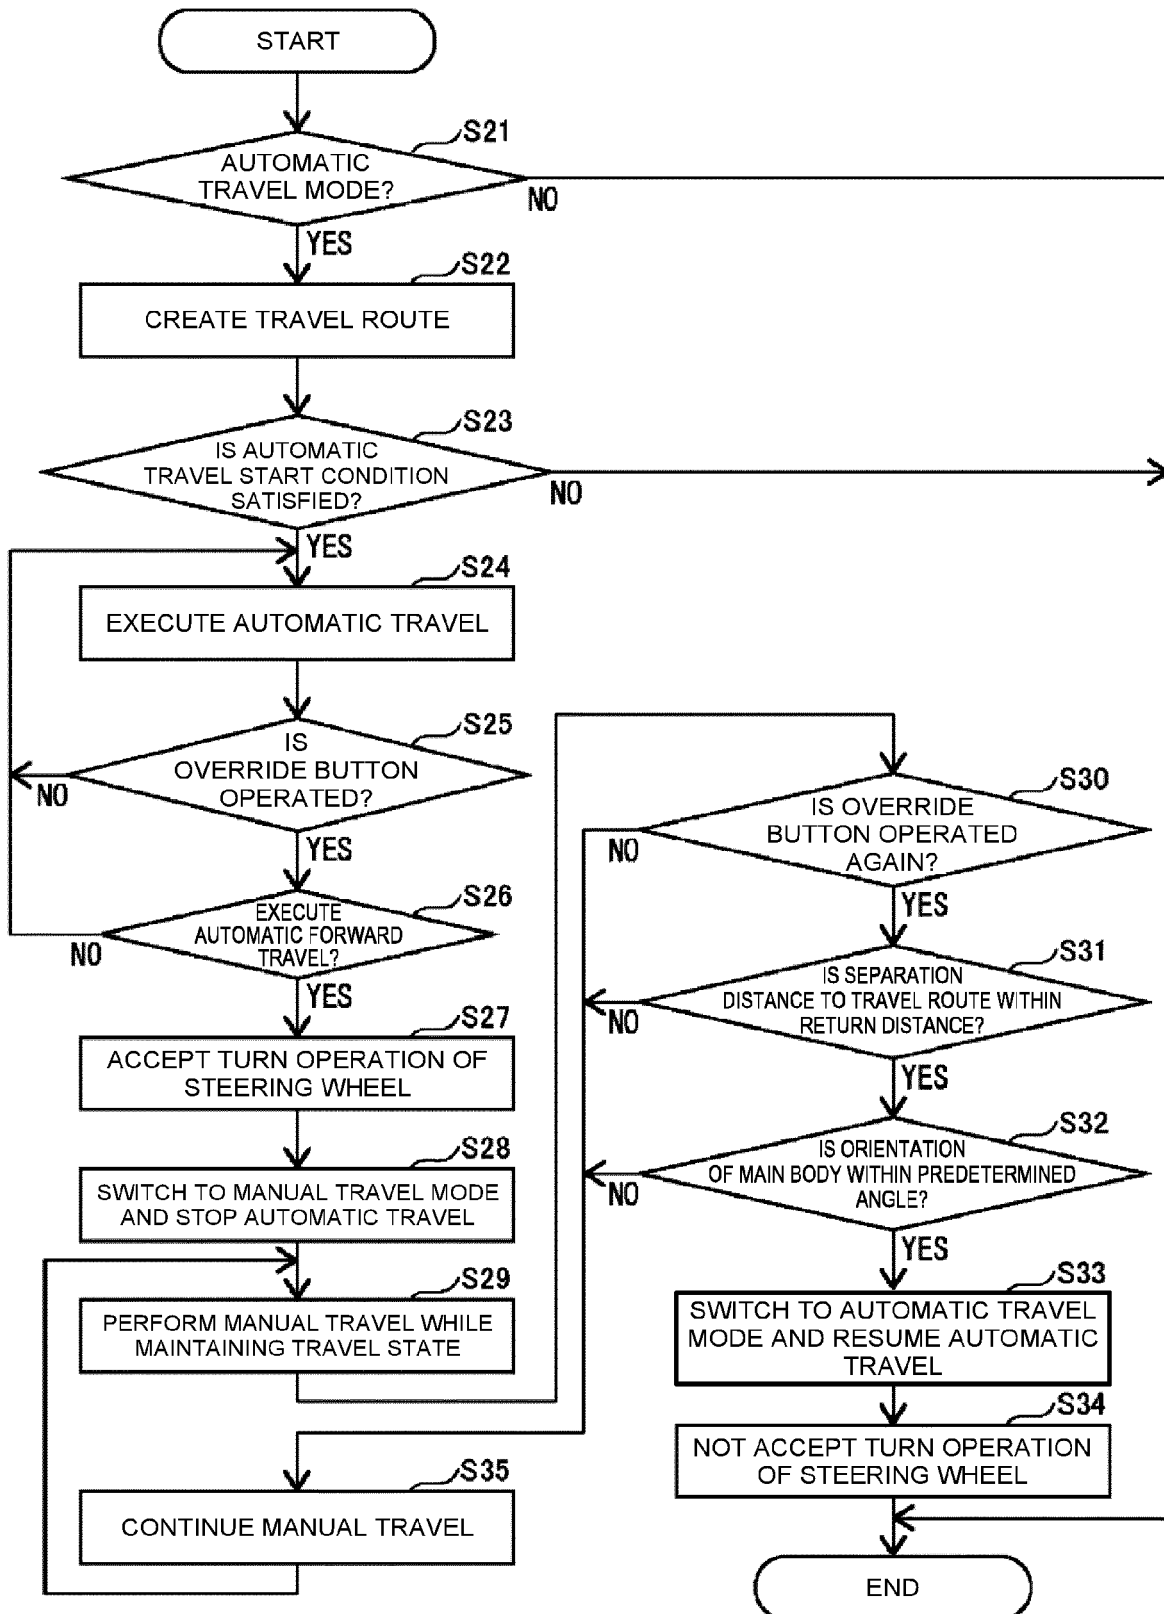 START
S21
AUTOMATIC
TRAVEL MODE?
NO
YES
S22
CREATE TRAVEL ROUTE
S23
IS AUTOMATIC
TRAVEL START CONDITION
SATISFIED?
NO
YES
S24
EXECUTE AUTOMATIC TRAVEL
S25
IS
OVERRIDE BUTTON
OPERATED?
NO
YES
S26
EXECUTE
AUTOMATIC FORWARD
TRAVEL?
NO
YES
S27
ACCEPT TURN OPERATION OF
STEERING WHEEL
S28
SWITCH TO MANUAL TRAVEL MODE
AND STOP AUTOMATIC TRAVEL
S29
PERFORM MANUAL TRAVEL WHILE
MAINTAINING TRAVEL STATE
S35
CONTINUE MANUAL TRAVEL
S30
IS OVERRIDE
BUTTON OPERATED
AGAIN?
NO
YES
S31
IS SEPARATION
DISTANCE TO TRAVEL ROUTE WITHIN
RETURN DISTANCE?
NO
YES
S32
IS ORIENTATION
OF MAIN BODY WITHIN PREDETERMINED
ANGLE?
NO
YES
S33
SWITCH TO AUTOMATIC TRAVEL
MODE AND RESUME AUTOMATIC
TRAVEL
S34
NOT ACCEPT TURN OPERATION
OF STEERING WHEEL
END